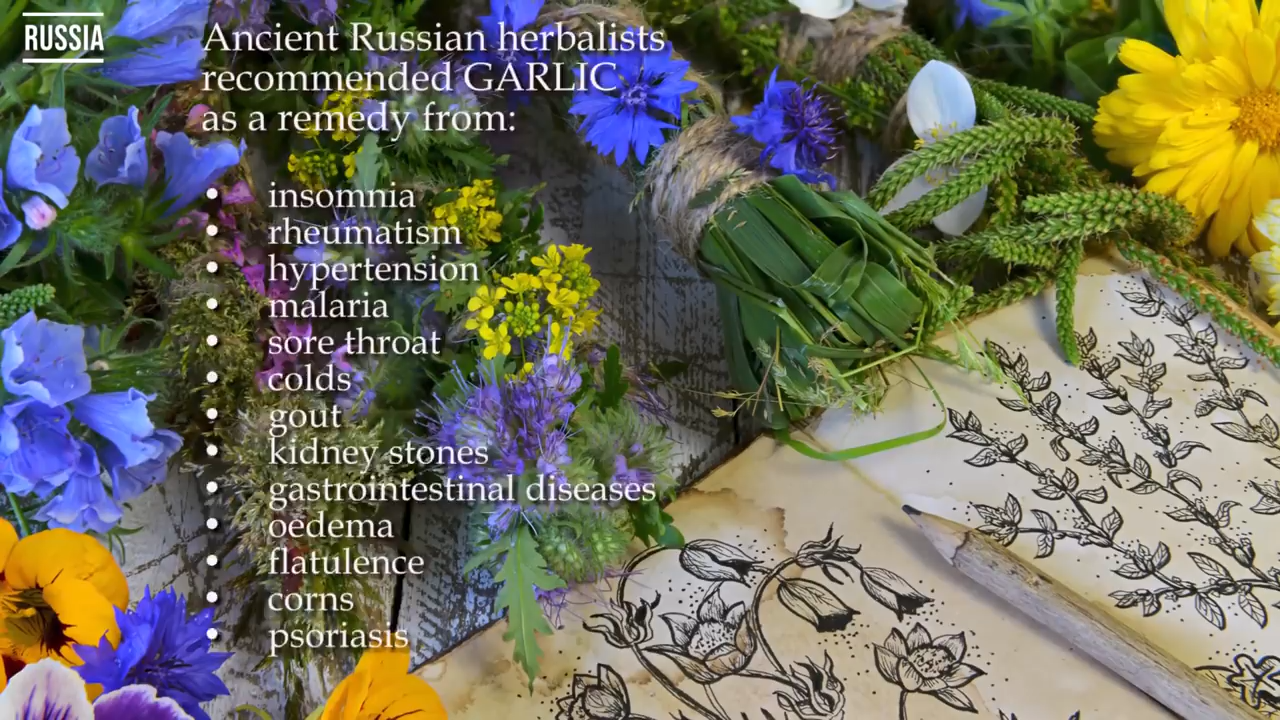 RUSSIA
Ancient Russian herbalists
recommended GARLIC
as a remedy from:
• insomnia
• rheumatism
• hypertension
• malaria
• sore throat
• colds
• gout
• kidney stones
• gastrointestinal diseases
• oedema
• flatulence
• corns
• psoriasis